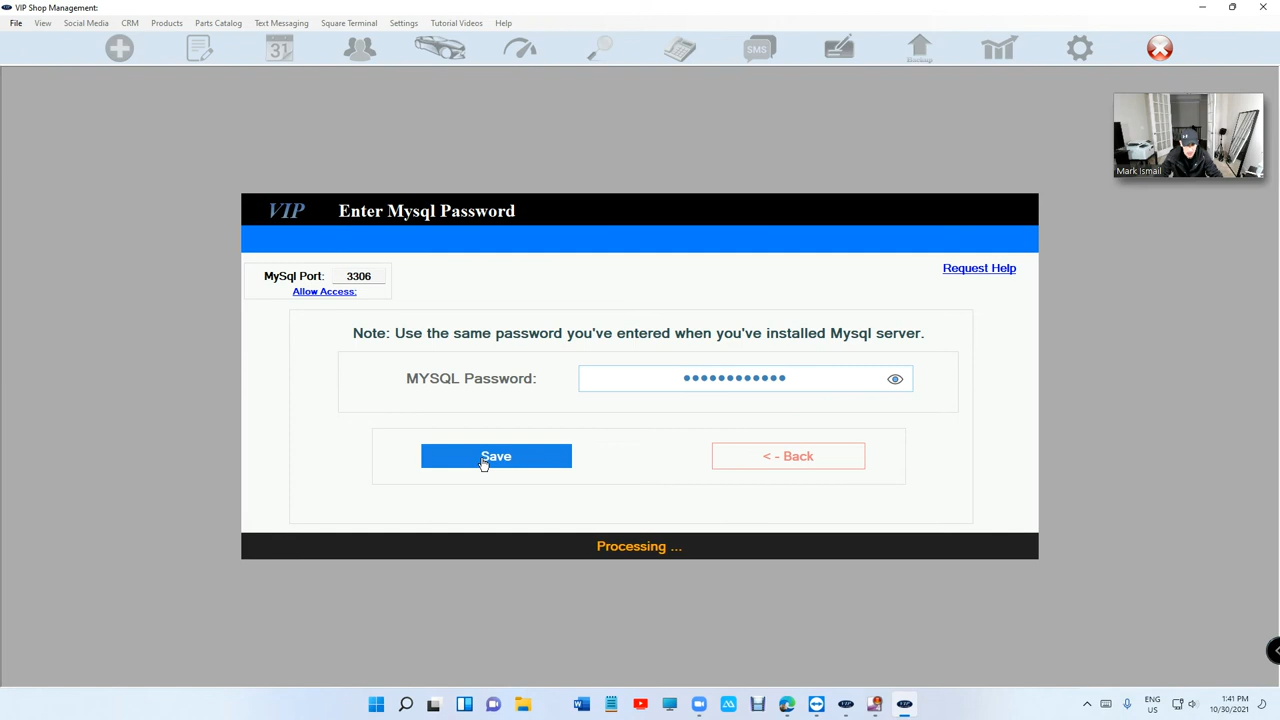 VIP Shop Management:
File View Social Media CRM Products Parts Catalog Text Messaging Square Terminal Settings Tutorial Videos Help
31
SMS
Backup
Mark Ismail
VIP Enter Mysql Password
MySql Port: 3306
Allow Access:
Request Help
Note: Use the same password you've entered when you've installed Mysql server.
MYSQL Password: ●●●●●●●●●●●●
Save
< - Back
Processing ...
ENG
US
1:41 PM
10/30/2021